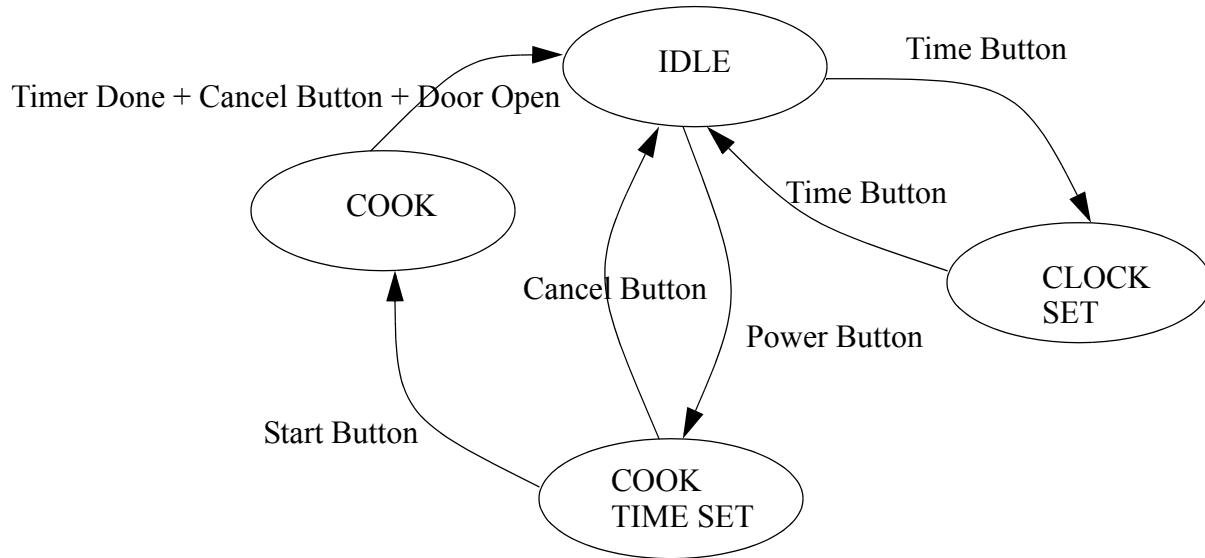 IDLE
Time Button
Timer Done + Cancel Button + Door Open
COOK
Time Button
Cancel Button
CLOCK
SET
Power Button
Start Button
COOK
TIME SET